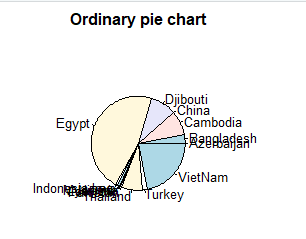 Ordinary pie chart
Djibouti
China
Cambodia
Egypt
Bangladesh
Azerbaijan
VietNam
Turkey
Thailand